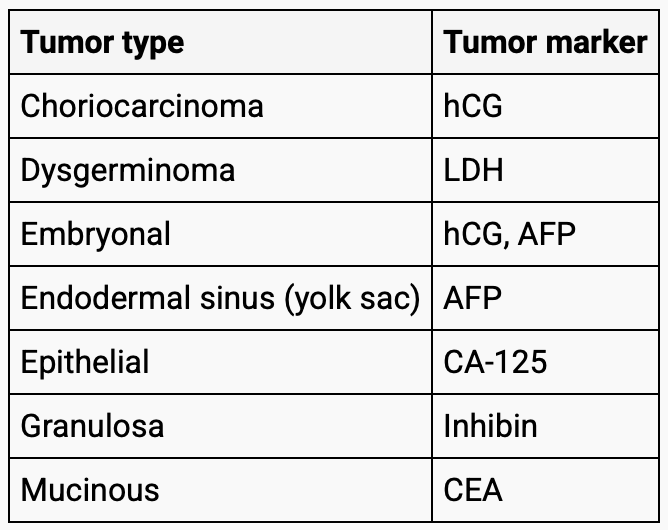 Tumor type Tumor marker
Choriocarcinoma hCG
Dysgerminoma LDH
Embryonal hCG, AFP
Endodermal sinus (yolk sac) AFP
Epithelial CA-125
Granulosa Inhibin
Mucinous CEA